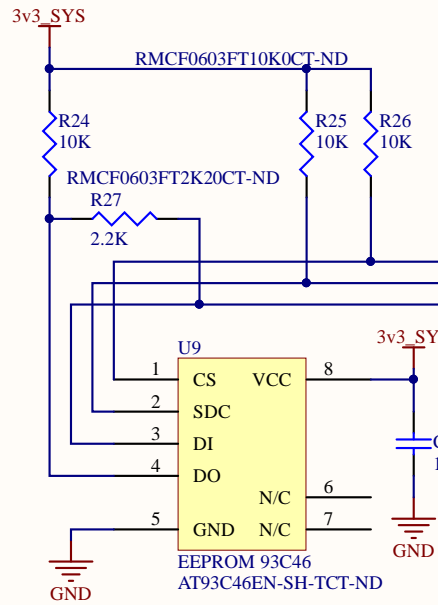 3v3_SYS
RMCF0603FT10K0CT-ND
R24
10K
R25
10K
R26
10K
RMCF0603FT2K20CT-ND
R27
2.2K
U9
3v3_SY
1 CS VCC 8
2 SDC
3 DI
4 DO
N/C 6
5 GND N/C 7
GND
GND
EEPROM 93C46
AT93C46EN-SH-TCT-ND